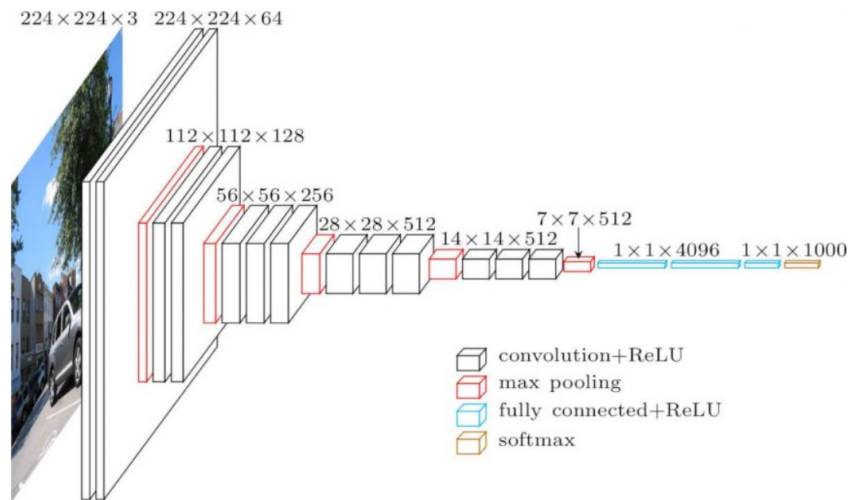 224×224×3
224×224×64
112×112×128
56×56×256
28×28×512
14×14×512
7×7×512
1×1×4096
1×1×1000
convolution+ReLU
max pooling
fully connected+ReLU
softmax